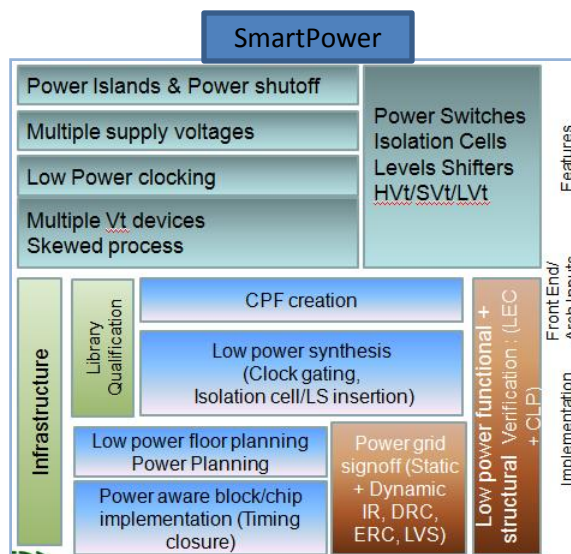 SmartPower
Power Islands & Power shutoff
Multiple supply voltages
Low Power clocking
Multiple Vt devices
Skewed process
Power Switches
Isolation Cells
Levels Shifters
HVt/SVt/LVt
Features
Front End/
Arch Inputs
Implementation
Infrastructure
Library
Qualification
CPF creation
Low power synthesis
(Clock gating,
Isolation cell/LS insertion)
Low power floor planning
Power Planning
Power aware block/chip
implementation (Timing
closure)
Power grid
signoff (Static
+ Dynamic
IR, DRC,
ERC, LVS)
Low power functional +
structural Verification : (LEC
+ CLP)